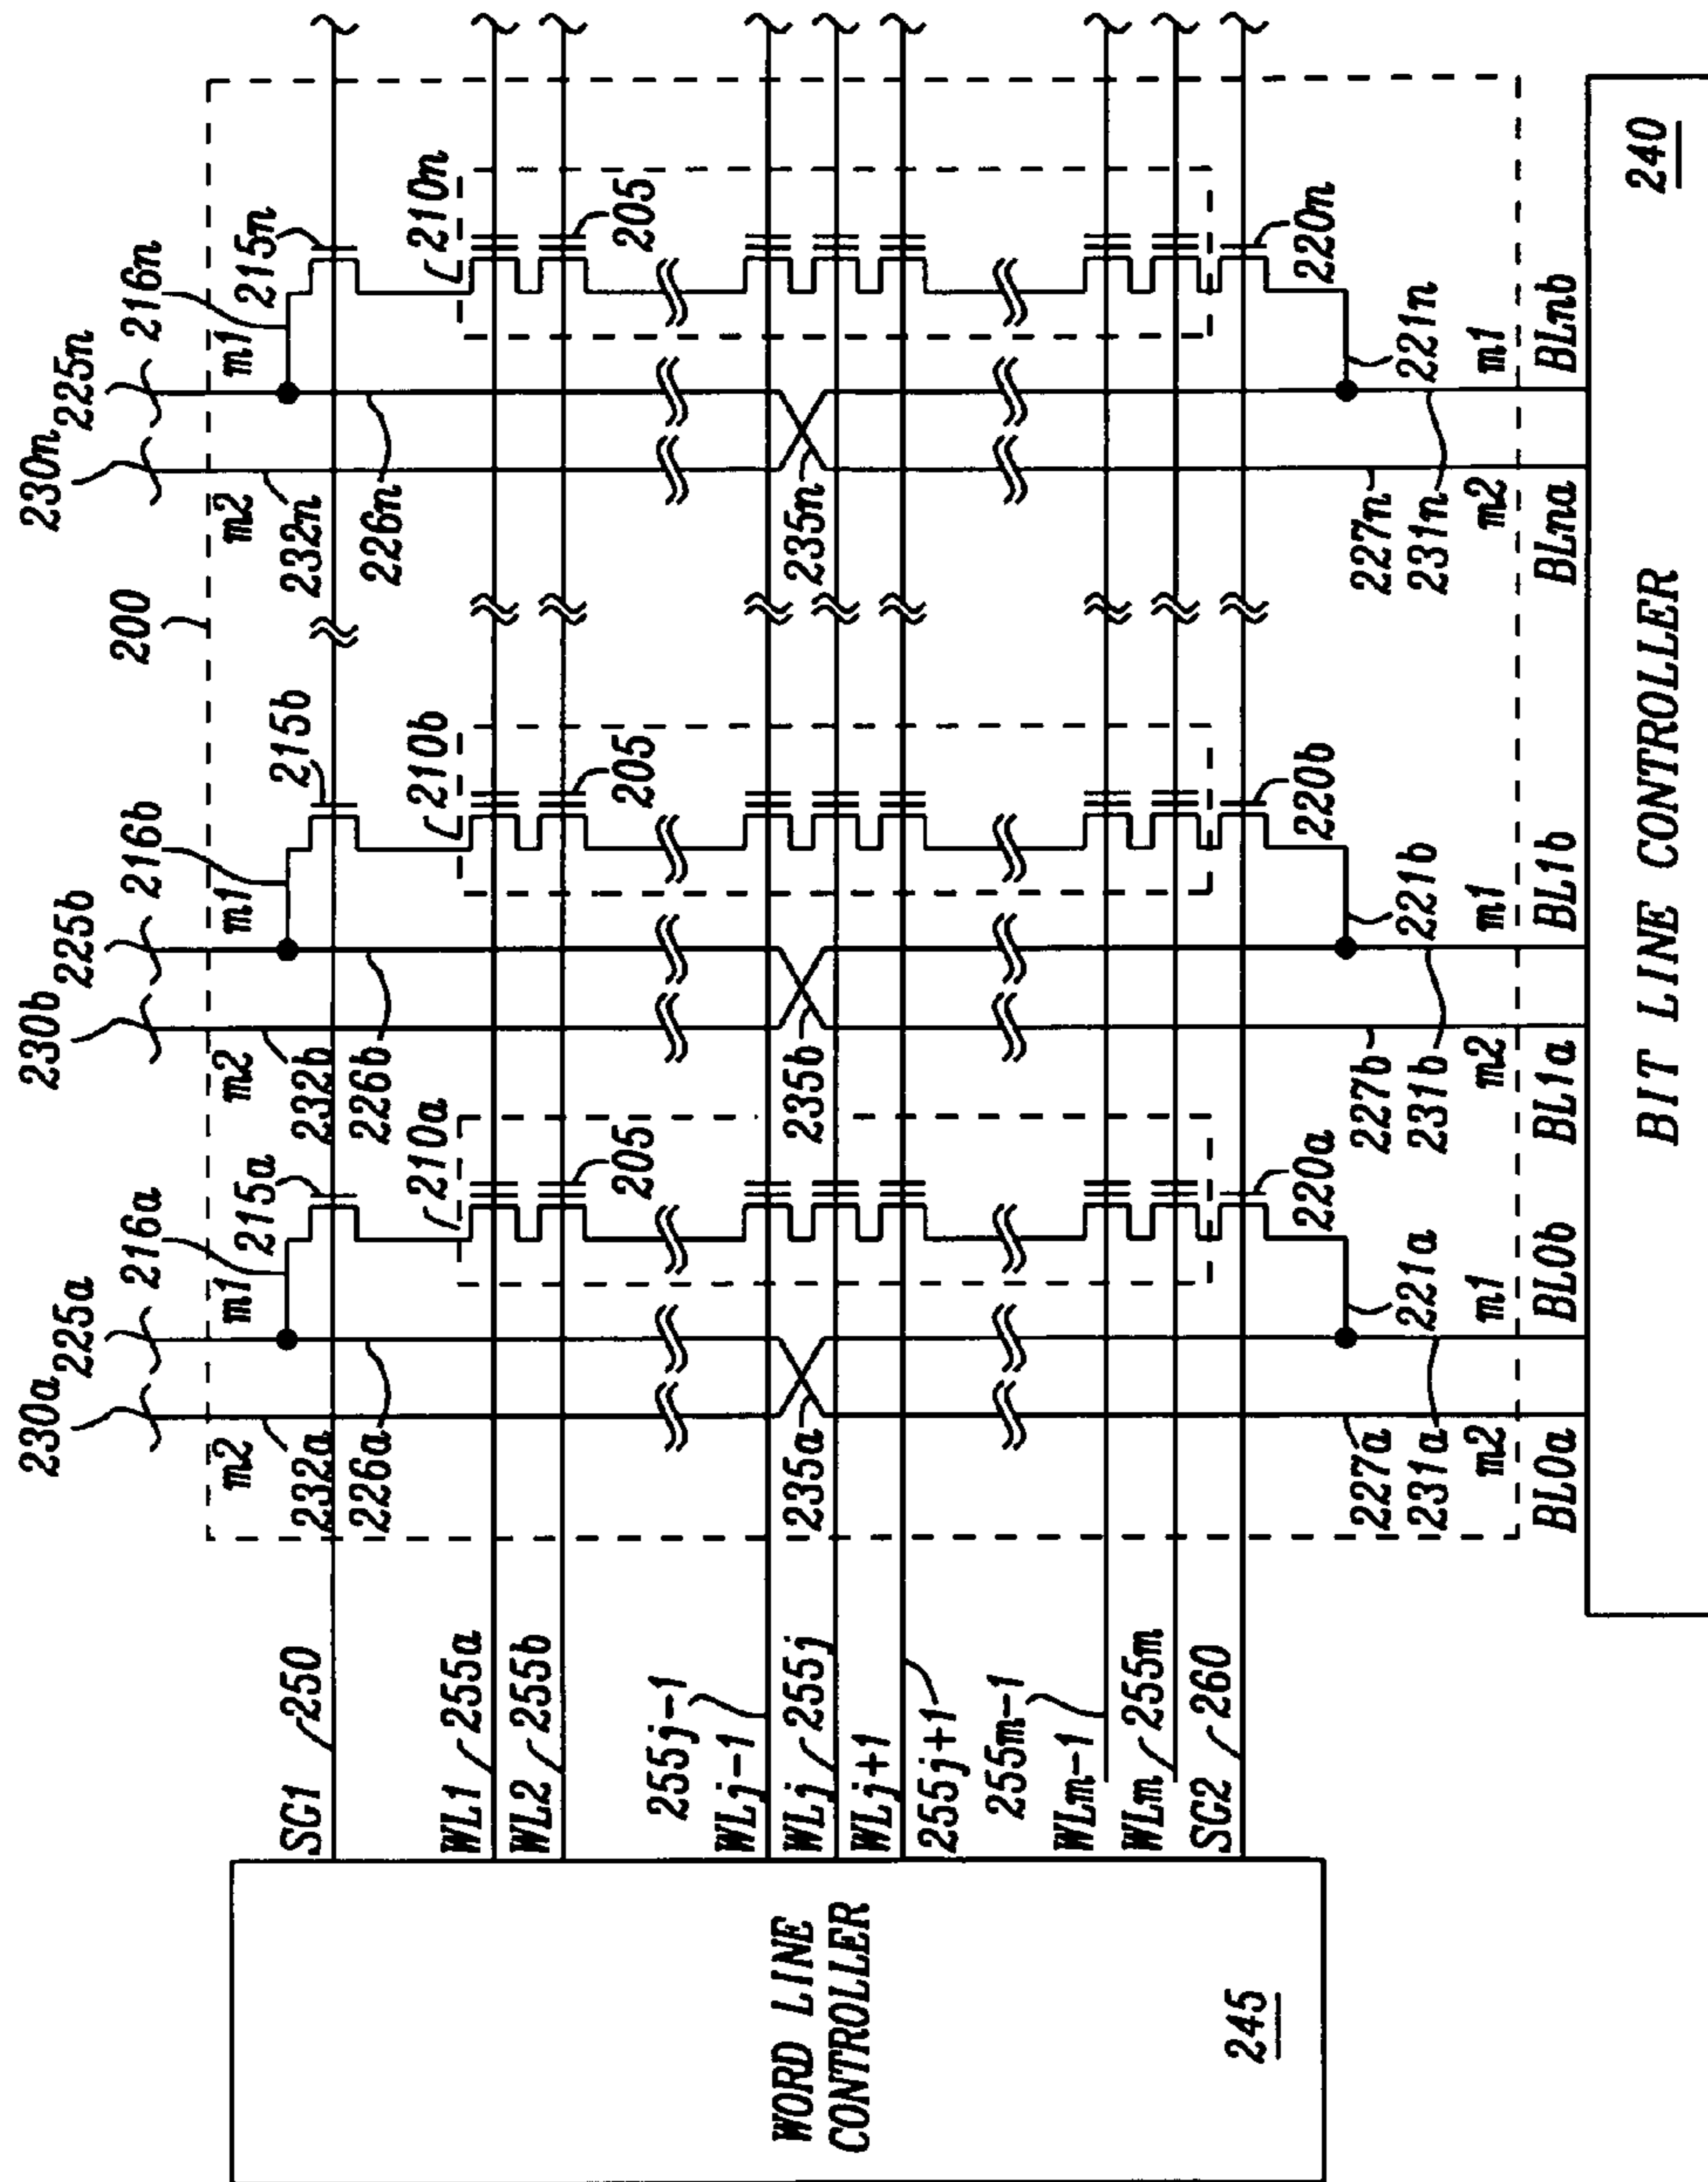 230a 230b 230n
225a 225b 225n
216a 216b 200 216n
m2 m1 m2 m1 m2 m1
215a 215b 215n
SG1 250 232a 232b 232n
226a 226b 226n
210a 210b 210n
WL1 255a
WL2 255b
205 205 205
255j-1
WLj-1
WORD LINE
CONTROLLER
WLj 255j 235a 235b 235n
WLj+1
255j+1
255m-1
WLm-1
WLm 255m
SG2 260
245
220a 220b 220n
227a 227b 227n
221a 221b 221n
231a 231b 231n
m2 m1 m2 m1 m2 m1
BL0a BL0b BL1a BL1b BLna BLnb
BIT LINE CONTROLLER 240